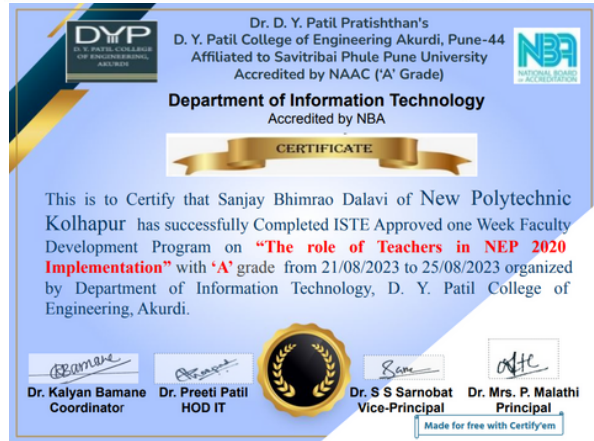 DYP
D. Y. PATIL COLLEGE
OF ENGINEERING,
AKURDI
Dr. D. Y. Patil Pratishthan's
D. Y. Patil College of Engineering Akurdi, Pune-44
Affiliated to Savitribai Phule Pune University
Accredited by NAAC ('A' Grade)
NBA
NATIONAL BOARD
of ACCREDITATION
Department of Information Technology
Accredited by NBA
CERTIFICATE
This is to Certify that Sanjay Bhimrao Dalavi of New Polytechnic
Kolhapur has successfully Completed ISTE Approved one Week Faculty
Development Program on “The role of Teachers in NEP 2020
Implementation” with ‘A’ grade from 21/08/2023 to 25/08/2023 organized
by Department of Information Technology, D. Y. Patil College of
Engineering, Akurdi.
Dr. Kalyan Bamane
Coordinator
Dr. Preeti Patil
HOD IT
Dr. S S Sarnobat
Vice-Principal
Dr. Mrs. P. Malathi
Principal
Made for free with Certify'em